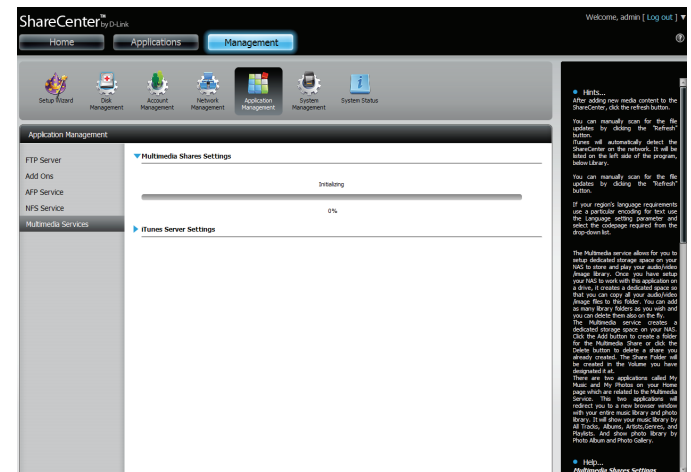 ShareCenter™ by D-Link
Welcome, admin [ Log out ] ▼
Home
Applications
Management
Setup Wizard
Disk
Management
Account
Management
Network
Management
Application
Management
System
Management
System Status
Application Management
FTP Server
Add Ons
AFP Service
NFS Service
Multimedia Services
Multimedia Shares Settings
Initializing
0%
iTunes Server Settings
Hints...
After adding new media content to the
ShareCenter, click the refresh button.
You can manually scan for the file
updates by clicking the "Refresh"
button.
iTunes will automatically detect the
ShareCenter on the network. It will be
listed on the left side of the program,
below Library.
You can manually scan for the file
updates by clicking the "Refresh"
button.
If your region's language requirements
use a particular encoding for text use
the Language setting parameter and
select the codepage required from the
drop-down list.
The Multimedia service allows for you to
setup dedicated storage space on your
NAS to store and play your audio/video
/image library. Once you have setup
your NAS to work with this application on
a drive, it creates a dedicated space so
that you can copy all your audio/video
/image files to this folder. You can add
as many library folders as you wish and
you can delete them also on the fly.
The Multimedia service creates a
dedicated storage space on your NAS.
Click the Add button to create a folder
for the Multimedia Share or click the
Delete button to delete a share you
already created. The Share Folder will
be created in the Volume you have
designated it at.
There are two applications called My
Music and My Photos on your Home
page which are related to the Multimedia
Service. This two applications will
redirect you to a new browser window
with your entire music library and photo
library. It will show your music library by
All Tracks, Albums, Artists,Genres, and
Playlists. And show photo library by
Photo Album and Photo Gallery.
Help...
Multimedia Shares Settings